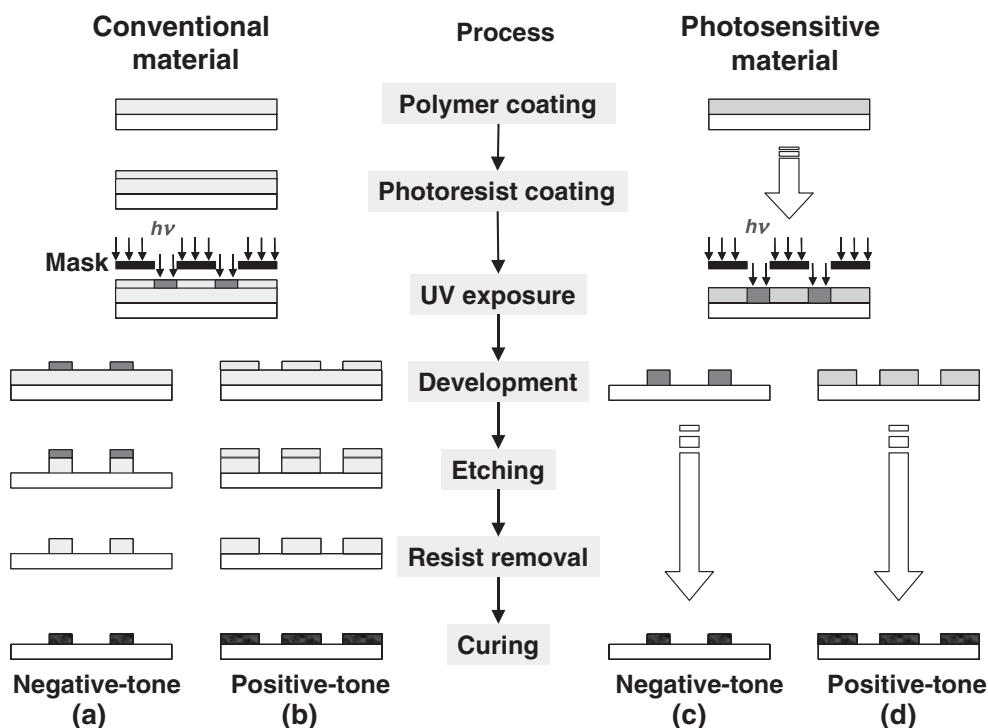 Conventional
material
Process
Photosensitive
material
Polymer coating
Photoresist coating
hν
hν
Mask
UV exposure
Development
Etching
Resist removal
Curing
Negative-tone
(a)
Positive-tone
(b)
Negative-tone
(c)
Positive-tone
(d)